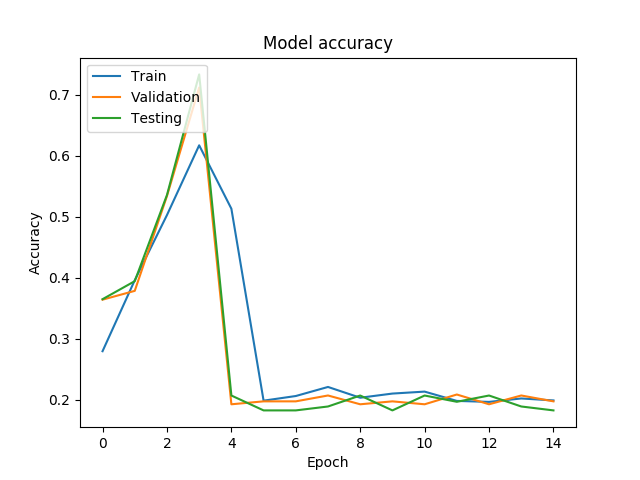 Model accuracy
Train
Validation
Testing
0.7
0.6
0.5
0.4
0.3
0.2
Accuracy
0 2 4 6 8 10 12 14
Epoch